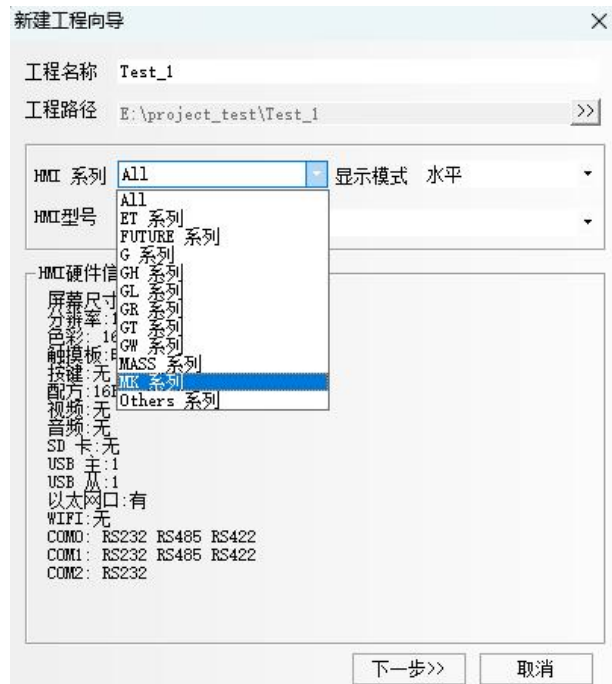 新建工程向导
工程名称 Test_1
工程路径 E:\project_test\Test_1 >>
HMI 系列 All 显示模式 水平
All
ET 系列
FUTURE 系列
G 系列
GH 系列
GL 系列
GR 系列
GT 系列
GW 系列
MASS 系列
MK 系列
Others 系列
HMI型号
HMI硬件信
屏幕尺寸
分辨率:1
色彩: 16
触摸板:
按键:无
配方:16
视频:无
音频:无
SD 卡:无
USB 主:1
USB 从:1
以太网口:有
WIFI:无
COM0: RS232 RS485 RS422
COM1: RS232 RS485 RS422
COM2: RS232
下一步>> 取消